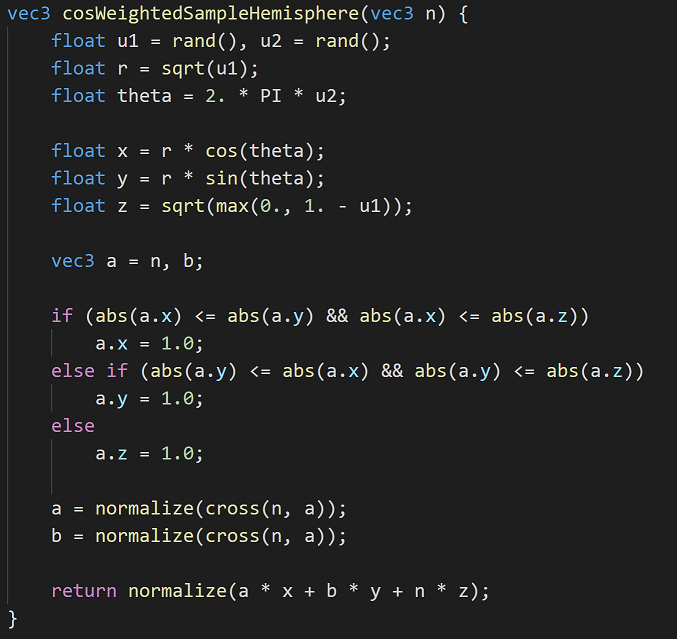 vec3 cosWeightedSampleHemisphere(vec3 n) {
    float u1 = rand(), u2 = rand();
    float r = sqrt(u1);
    float theta = 2. * PI * u2;

    float x = r * cos(theta);
    float y = r * sin(theta);
    float z = sqrt(max(0., 1. - u1));

    vec3 a = n, b;

    if (abs(a.x) <= abs(a.y) && abs(a.x) <= abs(a.z))
        a.x = 1.0;
    else if (abs(a.y) <= abs(a.x) && abs(a.y) <= abs(a.z))
        a.y = 1.0;
    else
        a.z = 1.0;

    a = normalize(cross(n, a));
    b = normalize(cross(n, a));

    return normalize(a * x + b * y + n * z);
}